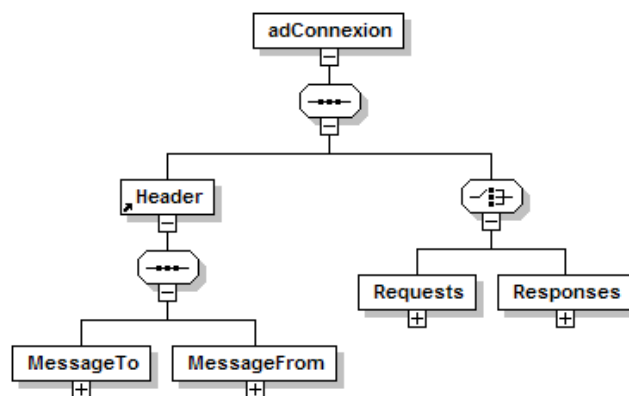 adConnexion
Header
Requests
Responses
MessageTo
MessageFrom